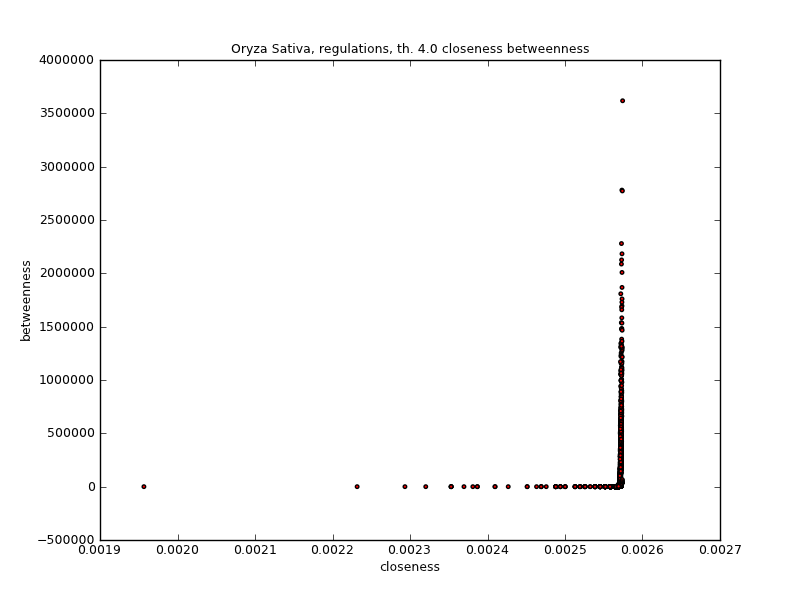 Oryza Sativa, regulations, th. 4.0 closeness betweenness
4000000
3500000
3000000
2500000
2000000
1500000
1000000
500000
0
−500000
betweenness
0.0019 0.0020 0.0021 0.0022 0.0023 0.0024 0.0025 0.0026 0.0027
closeness